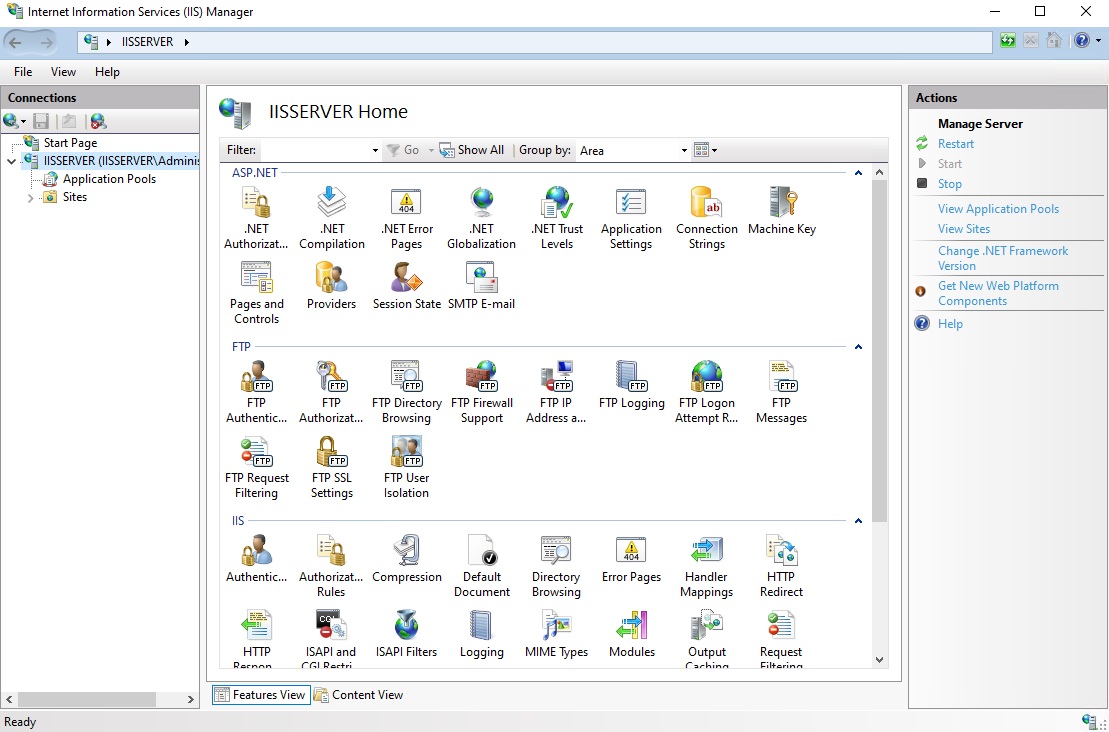 Internet Information Services (IIS) Manager
IISSERVER
File View Help
Connections
Start Page
IISSERVER (IISSERVER\Adminis
Application Pools
Sites
IISSERVER Home
Filter: Go Show All Group by: Area
ASP.NET
.NET Authorizat...
.NET Compilation
.NET Error Pages
.NET Globalization
.NET Trust Levels
Application Settings
Connection Strings
Machine Key
Pages and Controls
Providers
Session State
SMTP E-mail
FTP
FTP Authentic...
FTP Authorizat...
FTP Directory Browsing
FTP Firewall Support
FTP IP Address a...
FTP Logging
FTP Logon Attempt R...
FTP Messages
FTP Request Filtering
FTP SSL Settings
FTP User Isolation
IIS
Authentic...
Authorizat... Rules
Compression
Default Document
Directory Browsing
Error Pages
Handler Mappings
HTTP Redirect
HTTP Respon...
ISAPI and CGI Restri...
ISAPI Filters
Logging
MIME Types
Modules
Output Caching
Request Filtering
Features View
Content View
Actions
Manage Server
Restart
Start
Stop
View Application Pools
View Sites
Change .NET Framework
Version
Get New Web Platform
Components
Help
Ready